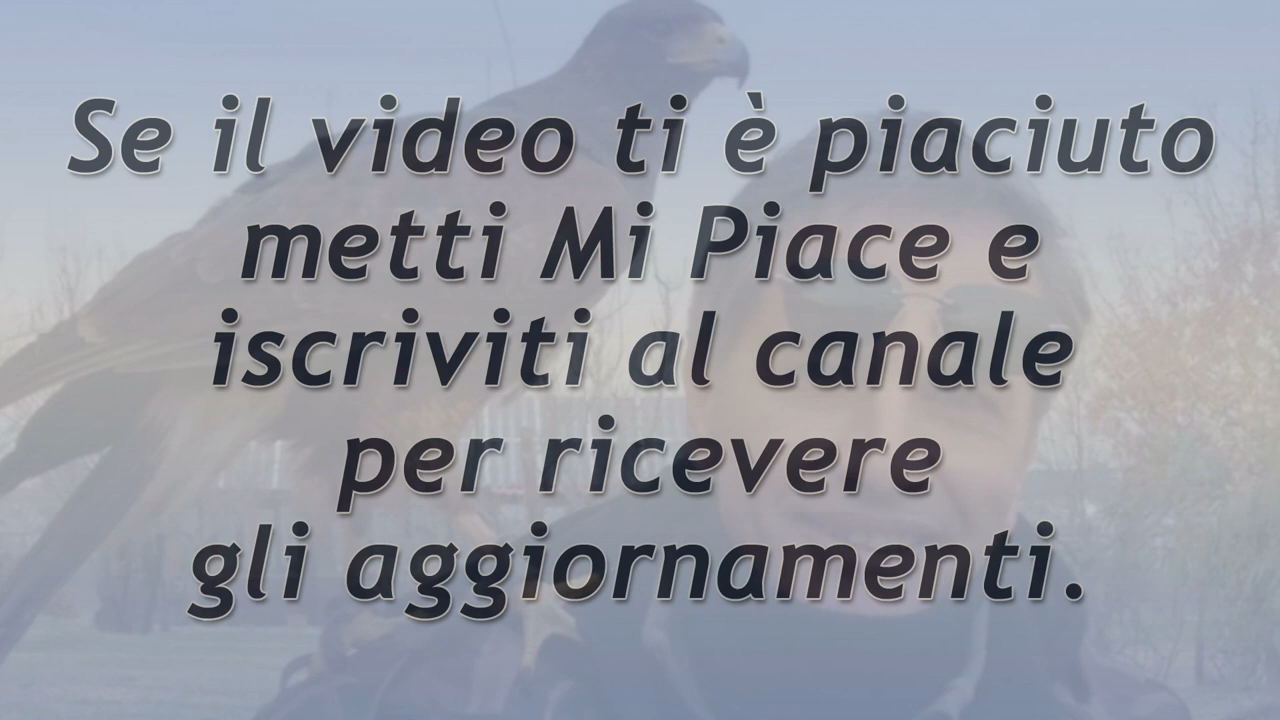 Se il video ti è piaciuto
metti Mi Piace e
iscriviti al canale
per ricevere
gli aggiornamenti.